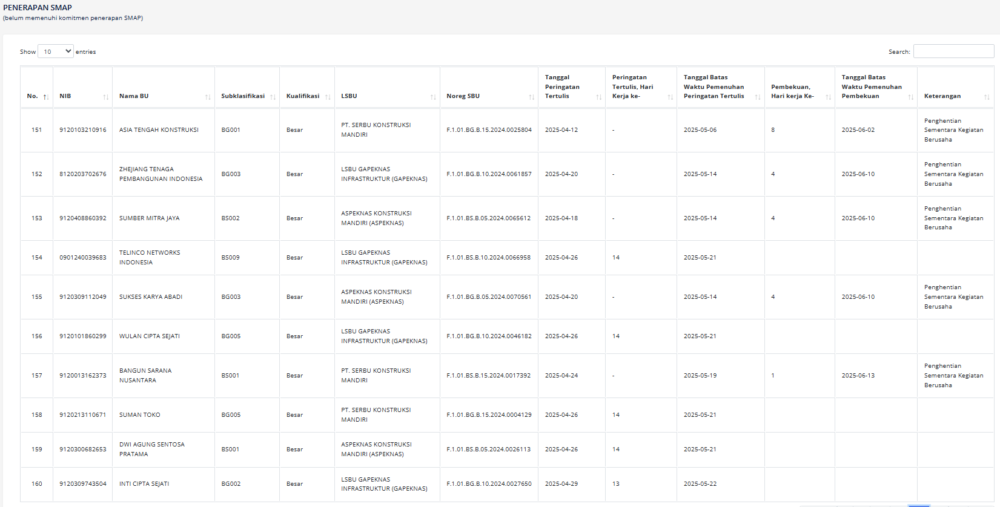 PENERAPAN SMAP
(belum memenuhi komitmen penerapan SMAP)
Show 10 entries
Search:
No. NIB Nama BU Subklasifikasi Kualifikasi LSBU Noreg SBU Tanggal Peringatan Tertulis Peringatan Tertulis, Hari Kerja ke- Tanggal Batas Waktu Pemenuhan Peringatan Tertulis Pembekuan, Hari kerja Ke- Tanggal Batas Waktu Pemenuhan Pembekuan Keterangan
151 9120103210916 ASIA TENGAH KONSTRUKSI BG001 Besar PT. SERBU KONSTRUKSI MANDIRI F.1.01.BG.B.15.2024.0025804 2025-04-12 - 2025-05-06 8 2025-06-02 Penghentian Sementara Kegiatan Berusaha
152 8120203702676 ZHEJIANG TENAGA PEMBANGUNAN INDONESIA BG003 Besar LSBU GAPEKNAS INFRASTRUKTUR (GAPEKNAS) F.1.01.BG.B.10.2024.0061857 2025-04-20 - 2025-05-14 4 2025-06-10 Penghentian Sementara Kegiatan Berusaha
153 9120408860392 SUMBER MITRA JAYA BS002 Besar ASPEKNAS KONSTRUKSI MANDIRI (ASPEKNAS) F.1.01.BS.B.05.2024.0065612 2025-04-18 - 2025-05-14 4 2025-06-10 Penghentian Sementara Kegiatan Berusaha
154 0901240039683 TELINCO NETWORKS INDONESIA BS009 Besar LSBU GAPEKNAS INFRASTRUKTUR (GAPEKNAS) F.1.01.BS.B.10.2024.0066958 2025-04-26 14 2025-05-21
155 9120309112049 SUKSES KARYA ABADI BG003 Besar ASPEKNAS KONSTRUKSI MANDIRI (ASPEKNAS) F.1.01.BG.B.05.2024.0070561 2025-04-20 - 2025-05-14 4 2025-06-10 Penghentian Sementara Kegiatan Berusaha
156 9120101860299 WULAN CIPTA SEJATI BG005 Besar LSBU GAPEKNAS INFRASTRUKTUR (GAPEKNAS) F.1.01.BG.B.10.2024.0046182 2025-04-26 14 2025-05-21
157 9120013162373 BANGUN SARANA NUSANTARA BS001 Besar PT. SERBU KONSTRUKSI MANDIRI F.1.01.BS.B.15.2024.0017392 2025-04-24 - 2025-05-19 1 2025-06-13 Penghentian Sementara Kegiatan Berusaha
158 9120213110671 SUMAN TOKO BG005 Besar PT. SERBU KONSTRUKSI MANDIRI F.1.01.BG.B.15.2024.0004129 2025-04-26 14 2025-05-21
159 9120300682653 DWI AGUNG SENTOSA PRATAMA BS001 Besar ASPEKNAS KONSTRUKSI MANDIRI (ASPEKNAS) F.1.01.BS.B.05.2024.0026113 2025-04-26 14 2025-05-21
160 9120309743504 INTI CIPTA SEJATI BG002 Besar LSBU GAPEKNAS INFRASTRUKTUR (GAPEKNAS) F.1.01.BG.B.10.2024.0027650 2025-04-29 13 2025-05-22